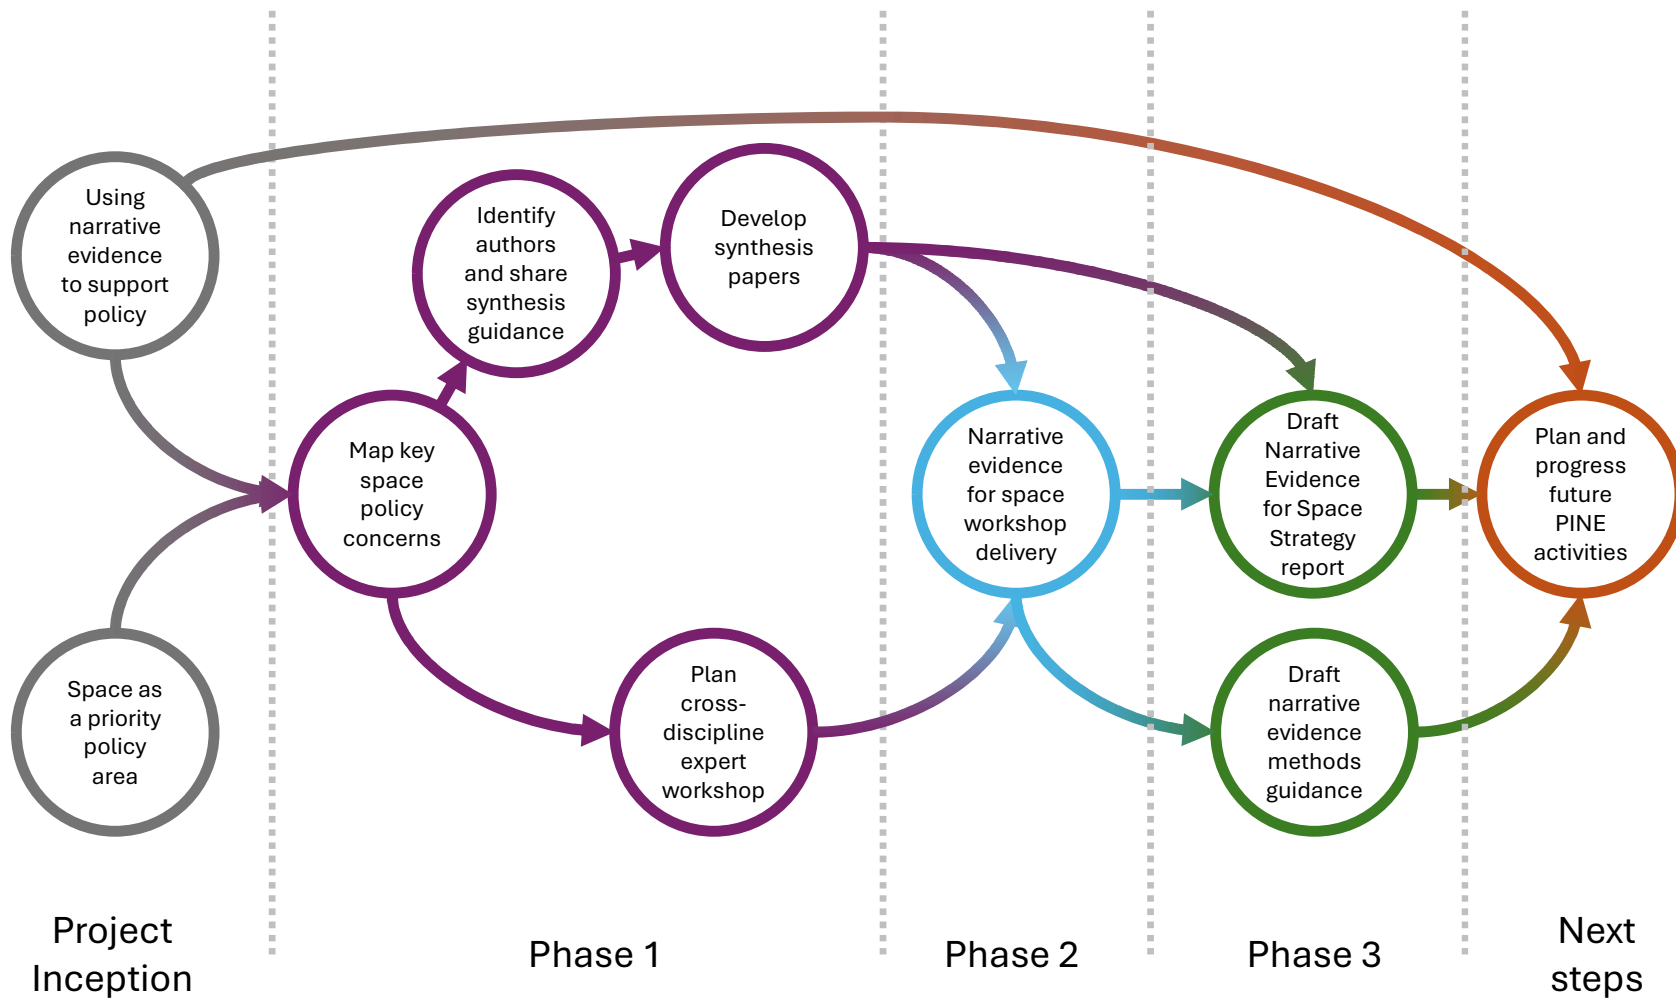 Using
narrative
evidence
to support
policy
Space as
a priority
policy
area
Project
Inception
Map key
space
policy
concerns
Identify
authors
and share
synthesis
guidance
Develop
synthesis
papers
Plan
cross-
discipline
expert
workshop
Phase 1
Narrative
evidence
for space
workshop
delivery
Phase 2
Draft
Narrative
Evidence
for Space
Strategy
report
Draft
narrative
evidence
methods
guidance
Phase 3
Plan and
progress
future
PINE
activities
Next
steps